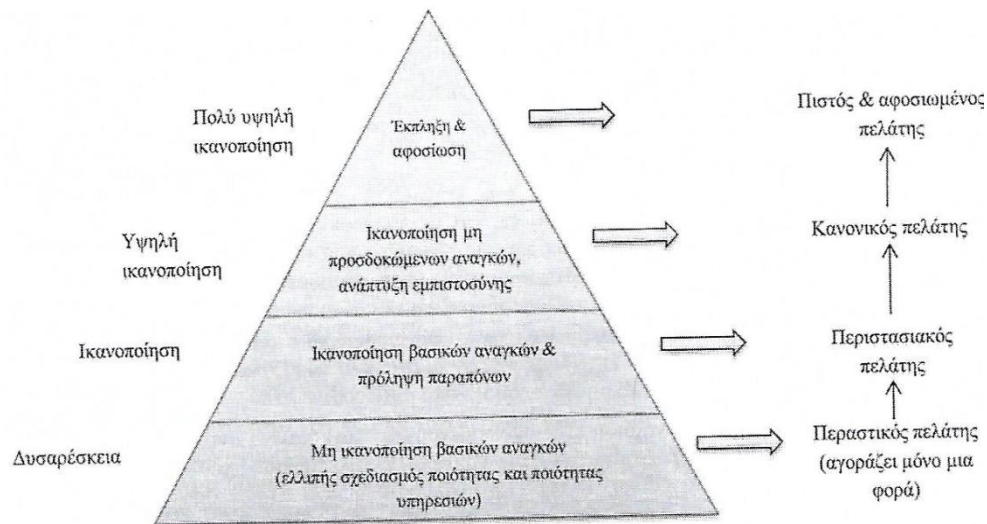 Πολύ υψηλή
ικανοποίηση
Έκπληξη &
αφοσίωση
Πιστός & αφοσιωμένος
πελάτης
Υψηλή
ικανοποίηση
Ικανοποίηση μη
προσδοκώμενων αναγκών,
ανάπτυξη εμπιστοσύνης
Κανονικός πελάτης
Ικανοποίηση
Ικανοποίηση βασικών αναγκών &
πρόληψη παραπόνων
Περιστασιακός
πελάτης
Δυσαρέσκεια
Μη ικανοποίηση βασικών αναγκών
(ελλιπής σχεδιασμός ποιότητας και ποιότητας
υπηρεσιών)
Περαστικός πελάτης
(αγοράζει μόνο μια
φορά)